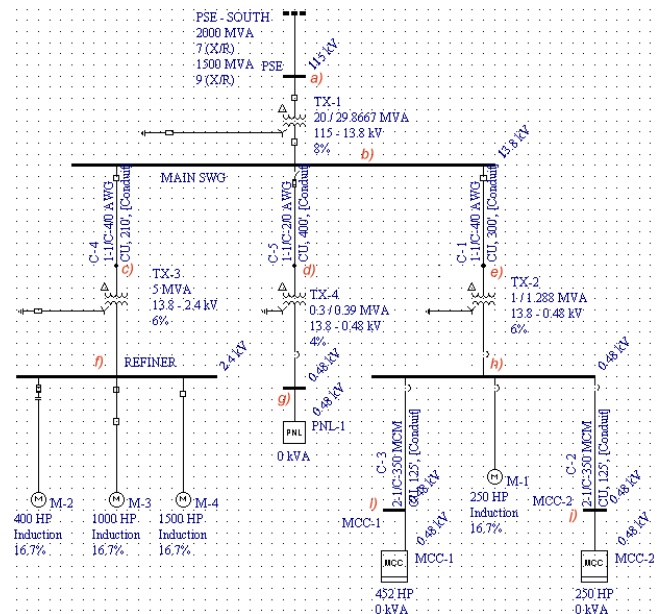 PSE - SOUTH
2000 MVA
7 (X/R)
1500 MVA
9 (X/R)
PSE
115 kV
a)
TX-1
20 / 29.8667 MVA
115 - 13.8 kV
8%
b)
13.8 kV
MAIN SWG
C-4
1-1/C-4/0 AWG
CU, 210', [Conduit]
C-5
1-1/C-2/0 AWG
CU, 400', [Conduit]
C-1
1-1/C-4/0 AWG
CU, 300', [Conduit]
c)
d)
e)
TX-3
5 MVA
13.8 - 2.4 kV
6%
TX-4
0.3 / 0.39 MVA
13.8 - 0.48 kV
4%
TX-2
1 / 1.288 MVA
13.8 - 0.48 kV
6%
f)
REFINER
2.4 kV
0.48 kV
g)
0.48 kV
PNL
PNL-1
0 kVA
h)
0.48 kV
M
M-2
400 HP
Induction
16.7%
M
M-3
1000 HP
Induction
16.7%
M
M-4
1500 HP
Induction
16.7%
C-3
2-1/C-350 MCM
CU, 125', [Conduit]
0.48 kV
M
M-1
250 HP
Induction
16.7%
C-2
2-1/C-350 MCM
CU, 125', [Conduit]
0.48 kV
i)
MCC-1
0.48 kV
MCC
MCC-1
452 HP
0 kVA
MCC-2
j)
0.48 kV
MCC
MCC-2
250 HP
0 kVA